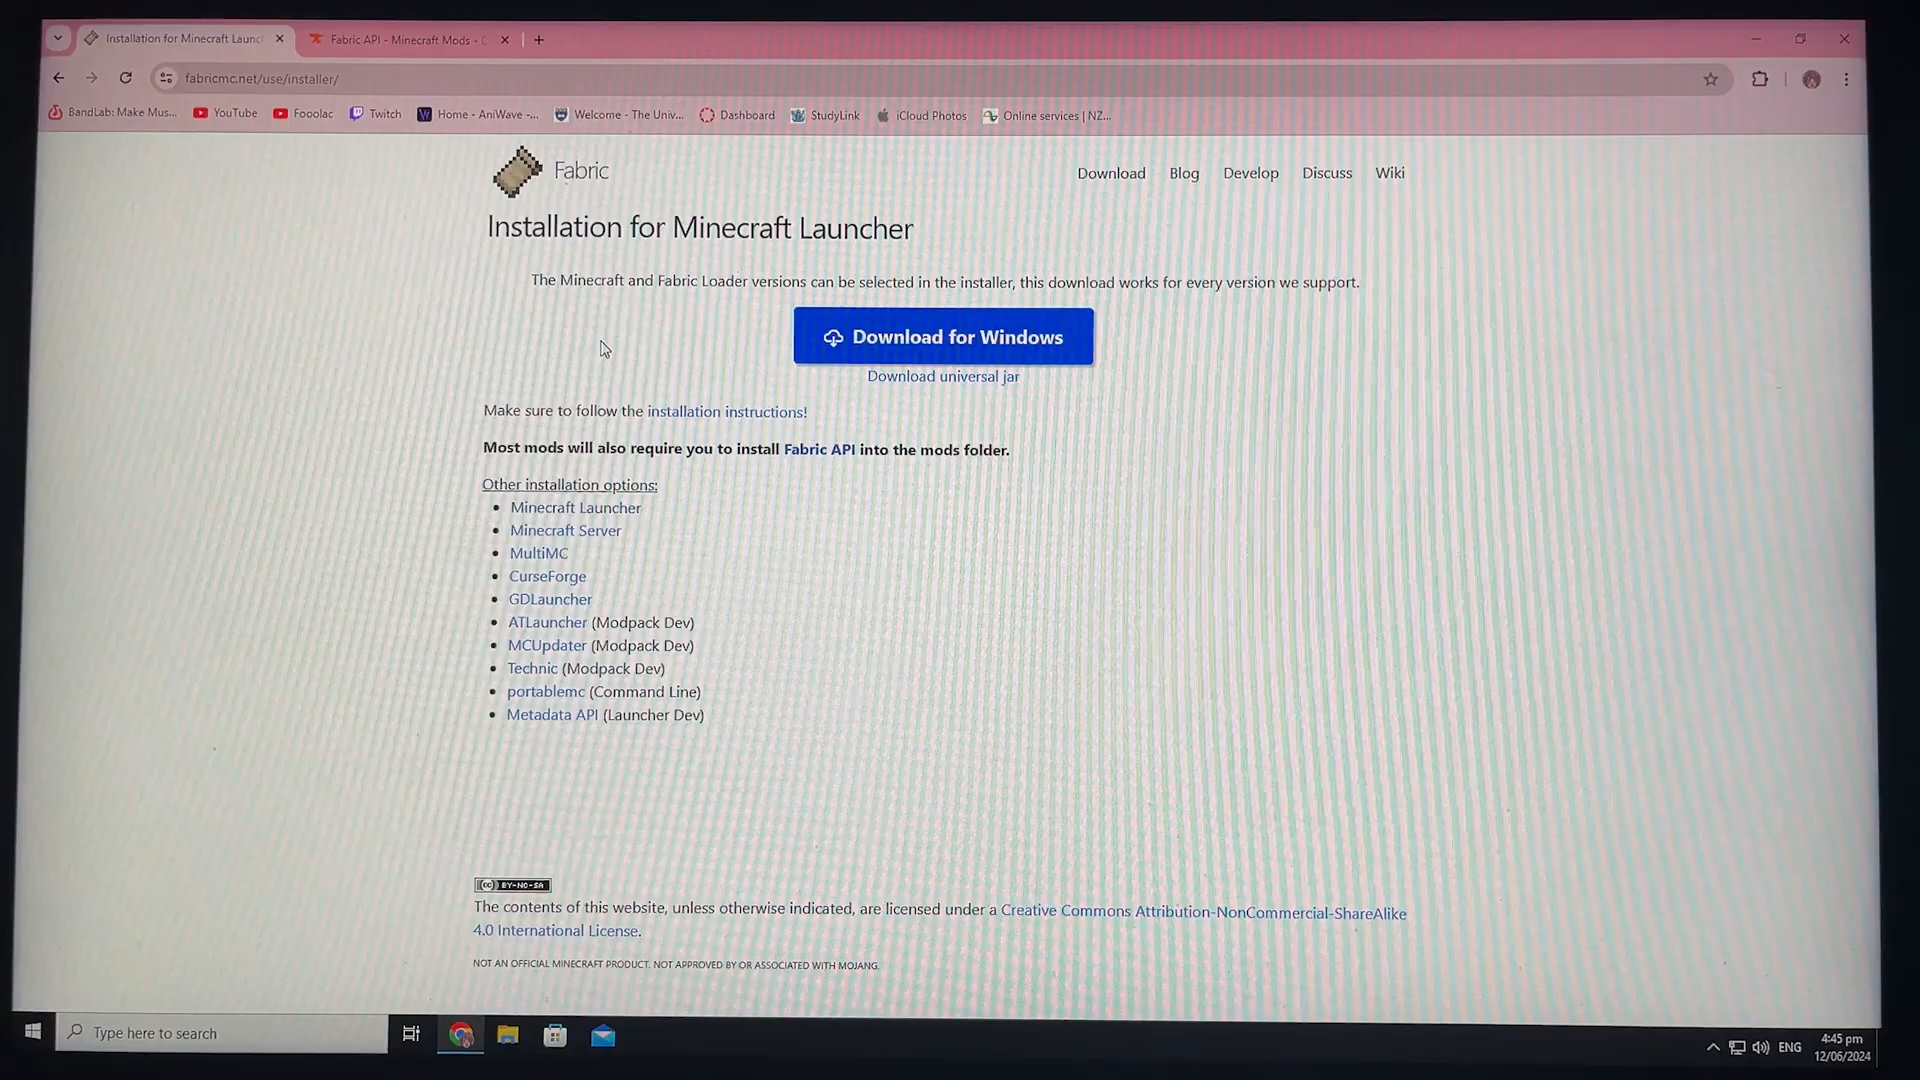 Installation for Minecraft Launc
Fabric API - Minecraft Mods - C
fabricmc.net/use/installer/
BandLab: Make Mus...
YouTube
Fooolac
Twitch
Home - AniWave -...
Welcome - The Univ...
Dashboard
StudyLink
iCloud Photos
Online services | NZ...
Fabric
Download
Blog
Develop
Discuss
Wiki
Installation for Minecraft Launcher
The Minecraft and Fabric Loader versions can be selected in the installer, this download works for every version we support.
Download for Windows
Download universal jar
Make sure to follow the installation instructions!
Most mods will also require you to install Fabric API into the mods folder.
Other installation options:
Minecraft Launcher
Minecraft Server
MultiMC
CurseForge
GDLauncher
ATLauncher (Modpack Dev)
MCUpdater (Modpack Dev)
Technic (Modpack Dev)
portablemc (Command Line)
Metadata API (Launcher Dev)
(cc) BY-NC-SA
The contents of this website, unless otherwise indicated, are licensed under a Creative Commons Attribution-NonCommercial-ShareAlike
4.0 International License.
NOT AN OFFICIAL MINECRAFT PRODUCT. NOT APPROVED BY OR ASSOCIATED WITH MOJANG.
Type here to search
ENG
4:45 pm
12/06/2024